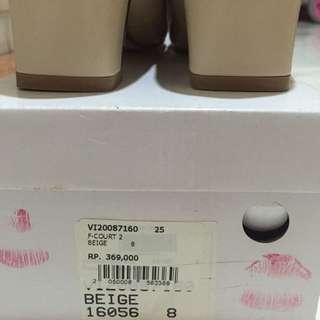 VI20087160 25
F-COURT 2
BEIGE 8
RP. 369,000
BEIGE
16056 8